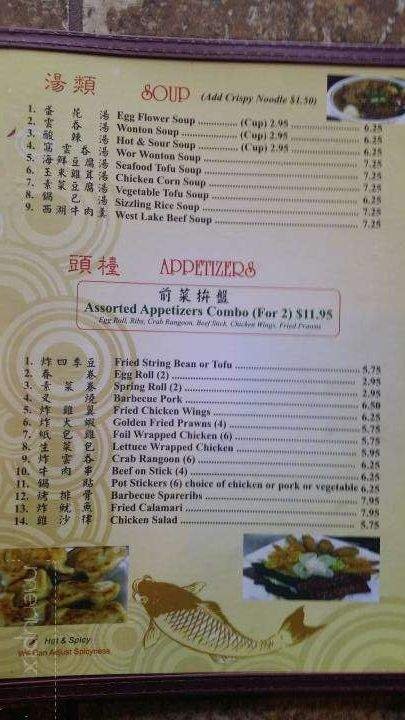 湯類 SOUP (Add Crispy Noodle $1.50)
1. 蛋花湯 Egg Flower Soup ............... (Cup) 2.95 ............... 6.25
2. 雲吞湯 Wonton Soup ............... (Cup) 2.95 ............... 6.25
3. 酸辣湯 Hot & Sour Soup ............... (Cup) 2.95 ............... 6.25
4. 窩雲吞湯 Wor Wonton Soup ............... 7.25
5. 海鮮豆腐湯 Seafood Tofu Soup ............... 7.25
6. 玉米雞茸湯 Chicken Corn Soup ............... 7.25
7. 素菜豆腐湯 Vegetable Tofu Soup ............... 6.25
8. 鍋巴湯 Sizzling Rice Soup ............... 7.25
9. 西湖牛肉羹 West Lake Beef Soup ............... 7.25
頭檯 APPETIZERS
前菜拼盤
Assorted Appetizers Combo (For 2) $11.95
Egg Roll, Ribs, Crab Rangoon, Beef Stick, Chicken Wings, Fried Prawns
1. 炸四季豆 Fried String Bean or Tofu ............... 5.75
2. 春卷 Egg Roll (2) ............... 2.95
3. 素菜卷 Spring Roll (2) ............... 2.95
4. 叉燒 Barbecue Pork ............... 6.50
5. 炸雞翼 Fried Chicken Wings ............... 6.25
6. 炸大蝦 Golden Fried Prawns (4) ............... 5.75
7. 紙包雞 Foil Wrapped Chicken (6) ............... 5.75
8. 生菜包 Lettuce Wrapped Chicken ............... 5.95
9. 炸雲吞 Crab Rangoon (6) ............... 6.25
10. 牛肉串 Beef on Stick (4) ............... 6.25
11. 鍋貼 Pot Stickers (6) choice of chicken or pork or vegetable 6.25
12. 烤排骨 Barbecue Spareribs ............... 7.95
13. 炸魷魚 Fried Calamari ............... 7.95
14. 雞沙律 Chicken Salad ............... 5.75
Hot & Spicy
We Can Adjust Spicyness
menupix